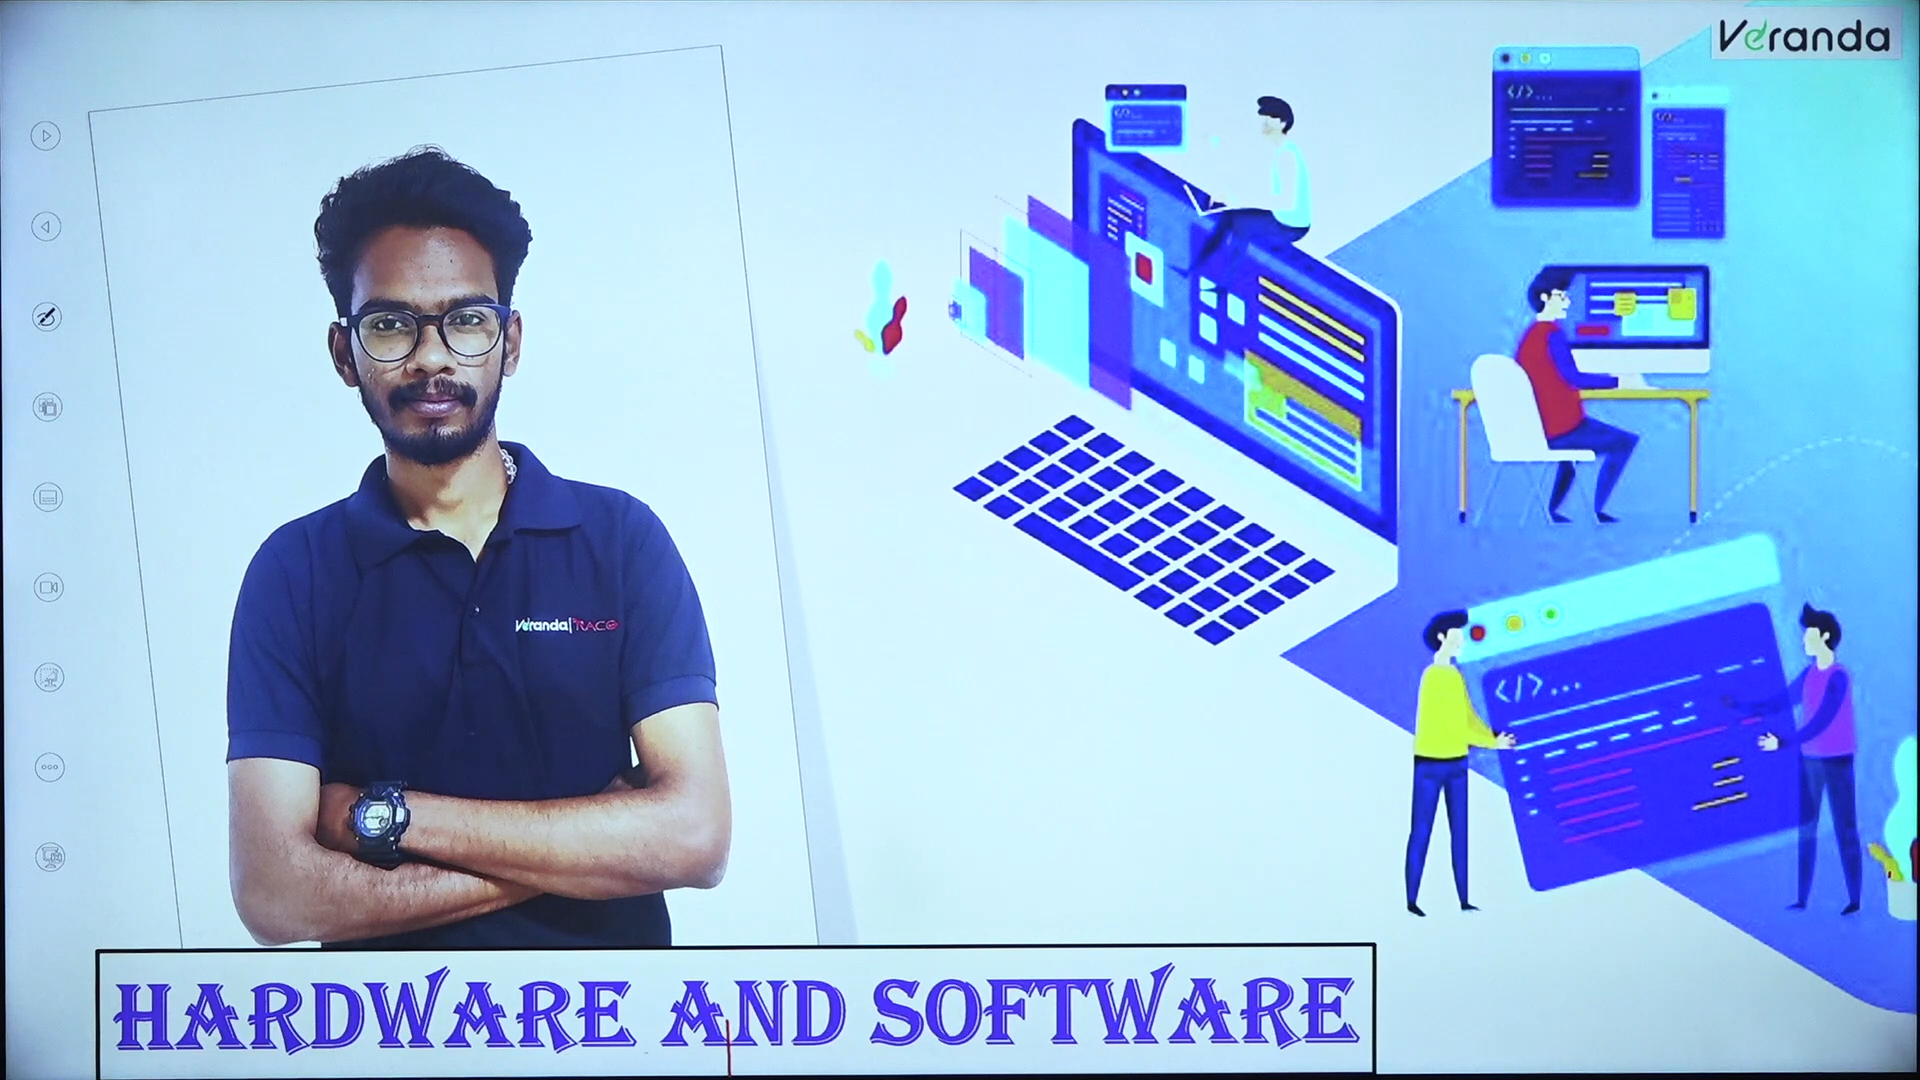 Veranda
</>...
</>...
Veranda|RACE
</>...
HARDWARE AND SOFTWARE